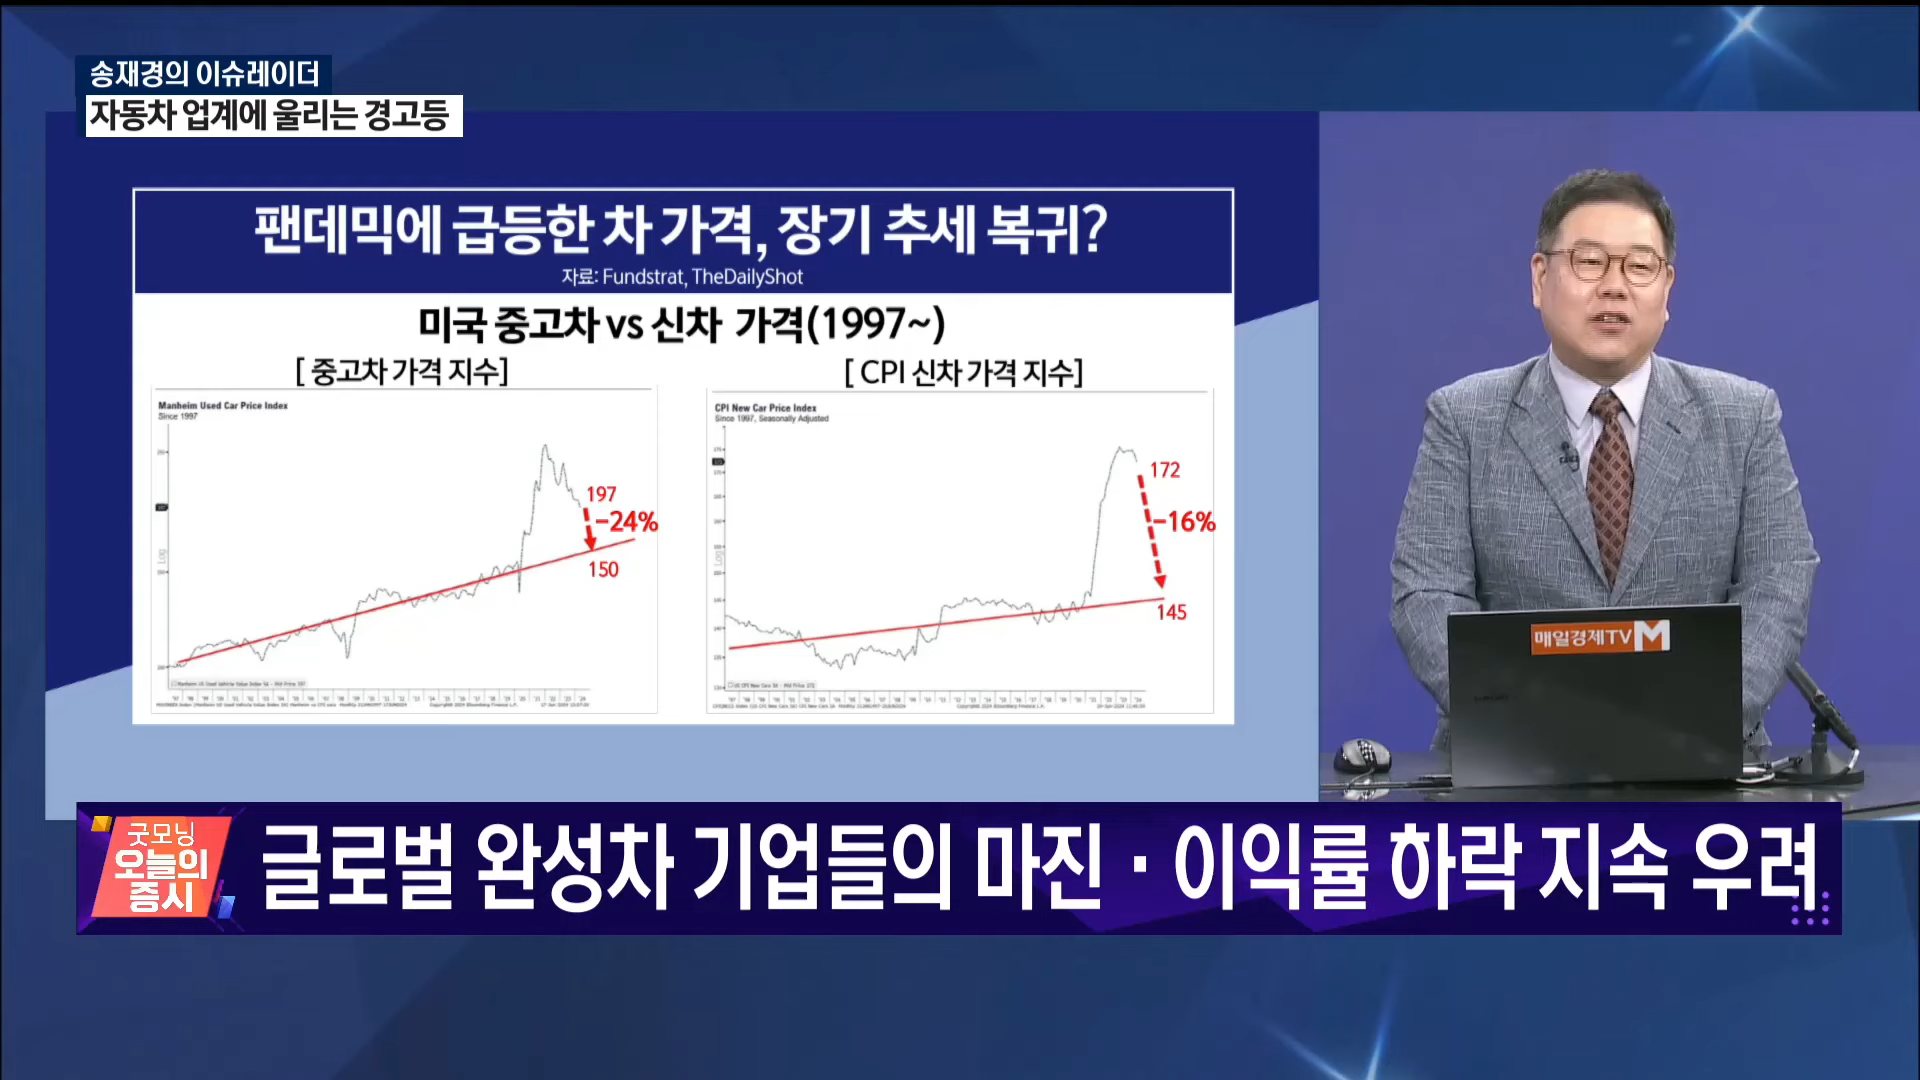 송재경의 이슈레이더
자동차 업계에 울리는 경고등
팬데믹에 급등한 차 가격, 장기 추세 복귀?
자료: Fundstrat, TheDailyShot
미국 중고차 vs 신차 가격(1997~)
[ 중고차 가격 지수]
[ CPI 신차 가격 지수]
Manheim Used Car Price Index
Since 1997
CPI New Car Price Index
Since 1997, Seasonally Adjusted
197
-24%
150
172
-16%
145
매일경제TV M
굿모닝
오늘의
증시
글로벌 완성차 기업들의 마진·이익률 하락 지속 우려